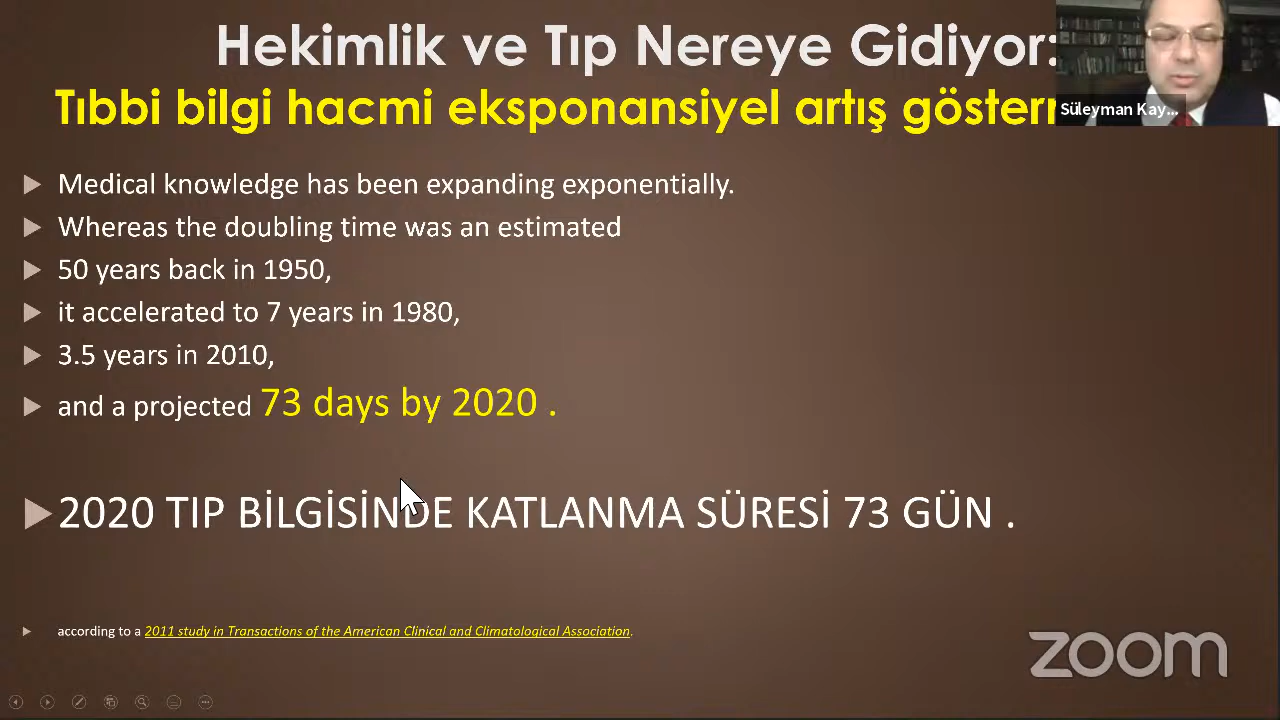 Hekimlik ve Tıp Nereye Gidiyor:
Tıbbi bilgi hacmi eksponansiyel artış
Süleyman Kay...
Medical knowledge has been expanding exponentially.
Whereas the doubling time was an estimated
50 years back in 1950,
it accelerated to 7 years in 1980,
3.5 years in 2010,
and a projected 73 days by 2020 .
2020 TIP BİLGİSİNDE KATLANMA SÜRESİ 73 GÜN .
according to a 2011 study in Transactions of the American Clinical and Climatological Association.
zoom